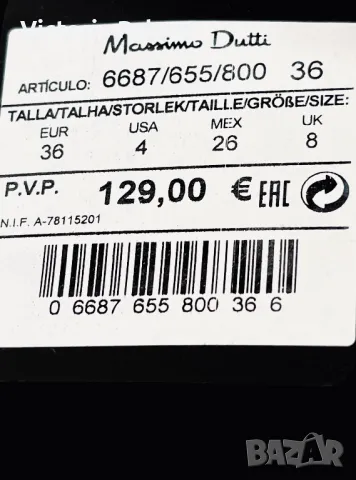 Massimo Dutti
ARTÍCULO: 6687/655/800 36
TALLA/TALHA/STORLEK/TAILLE/GRÖßE/SIZE:
EUR USA MEX UK
36 4 26 8
P.V.P. 129,00 € EAC
N.I.F. A-78115201
0 6687 655 800 36 6
bazar